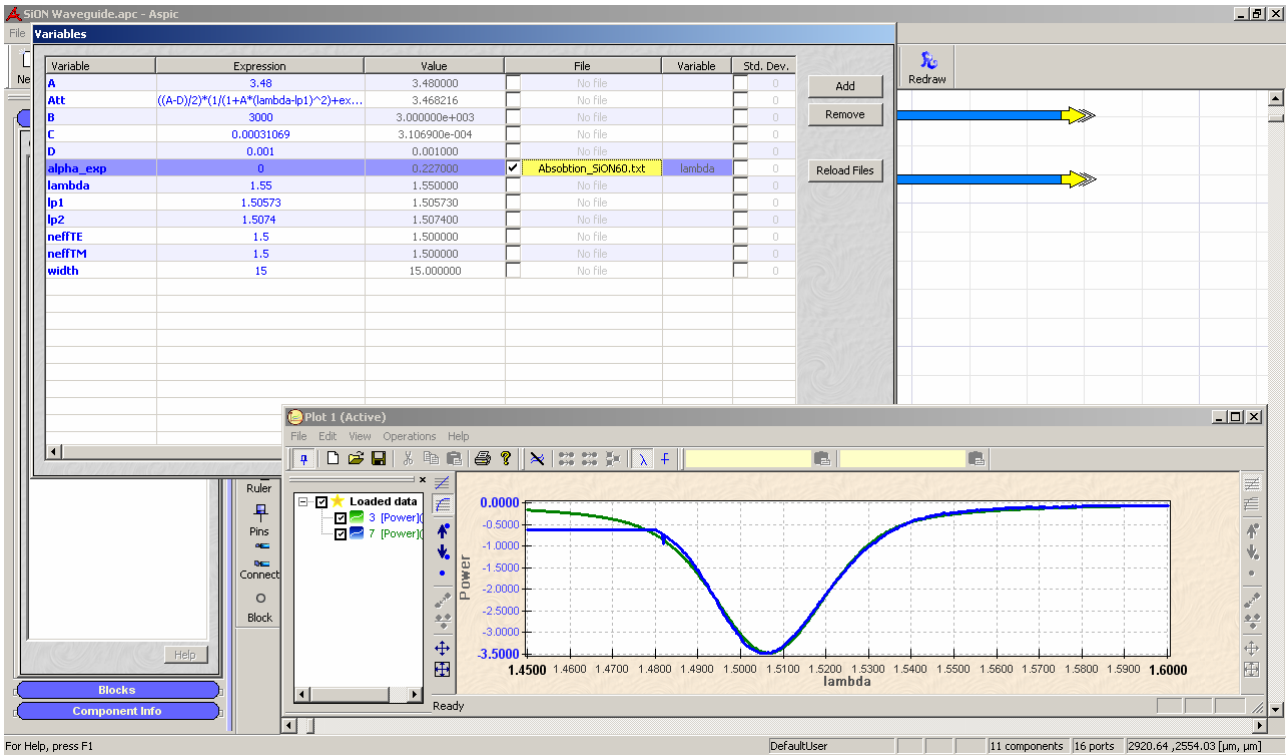 SiON Waveguide.apc - Aspic
File
Variables
Ne
Redraw
Variable Expression Value File Variable Std. Dev.
A 3.48 3.480000 No file 0
Att ((A-D)/2)*(1/(1+A*(lambda-lp1)^2)+ex... 3.468216 No file 0
B 3000 3.000000e+003 No file 0
C 0.00031069 3.106900e-004 No file 0
D 0.001 0.001000 No file 0
alpha_exp 0 0.227000 Absobtion_SiON60.txt lambda 0
lambda 1.55 1.550000 No file 0
lp1 1.50573 1.505730 No file 0
lp2 1.5074 1.507400 No file 0
neffTE 1.5 1.500000 No file 0
neffTM 1.5 1.500000 No file 0
width 15 15.000000 No file 0
Add
Remove
Reload Files
Plot 1 (Active)
File Edit View Operations Help
λ F
Loaded data
3 [Power](
7 [Power](
Power
0.0000
-0.5000
-1.0000
-1.5000
-2.0000
-2.5000
-3.0000
-3.5000
1.4500 1.4600 1.4700 1.4800 1.4900 1.5000 1.5100 1.5200 1.5300 1.5400 1.5500 1.5600 1.5700 1.5800 1.5900 1.6000
lambda
Ready
Ruler
Pins
Connect
Block
Help
Blocks
Component Info
For Help, press F1
DefaultUser
11 components 16 ports 2920.64 ,2554.03 [µm, µm]